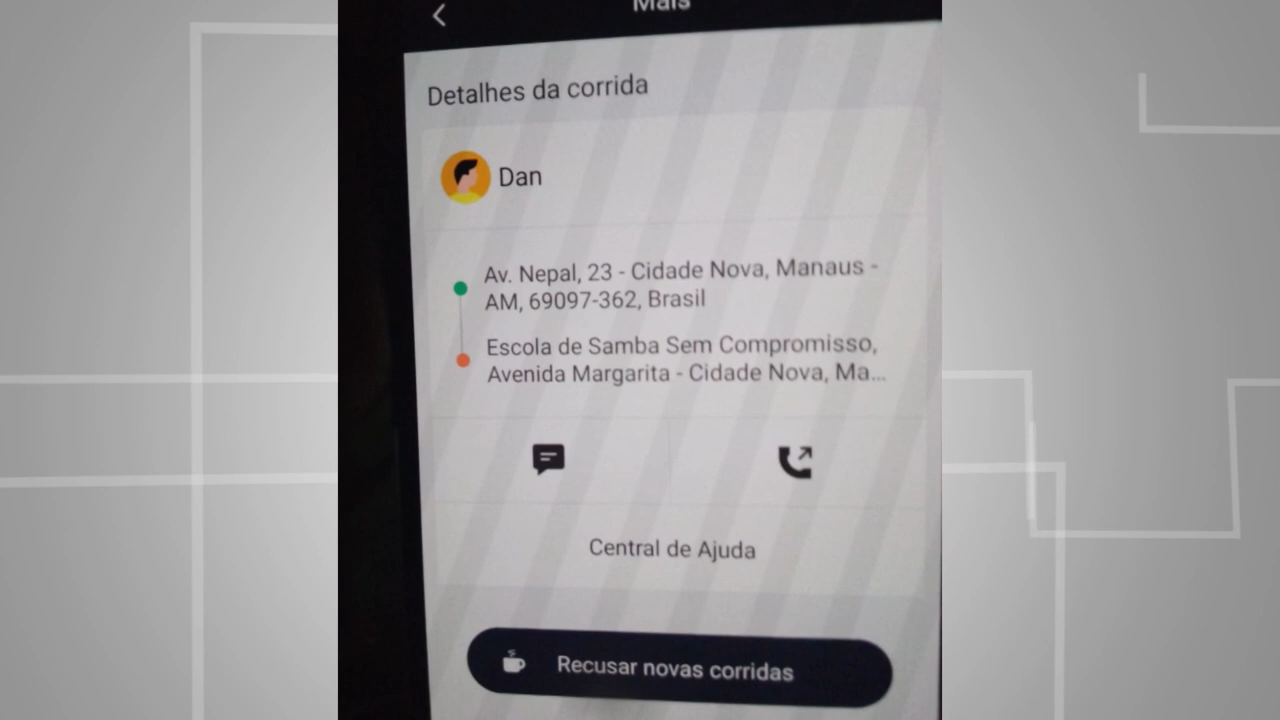 Mais
Detalhes da corrida
Dan
Av. Nepal, 23 - Cidade Nova, Manaus -
AM, 69097-362, Brasil
Escola de Samba Sem Compromisso,
Avenida Margarita - Cidade Nova, Ma...
Central de Ajuda
Recusar novas corridas